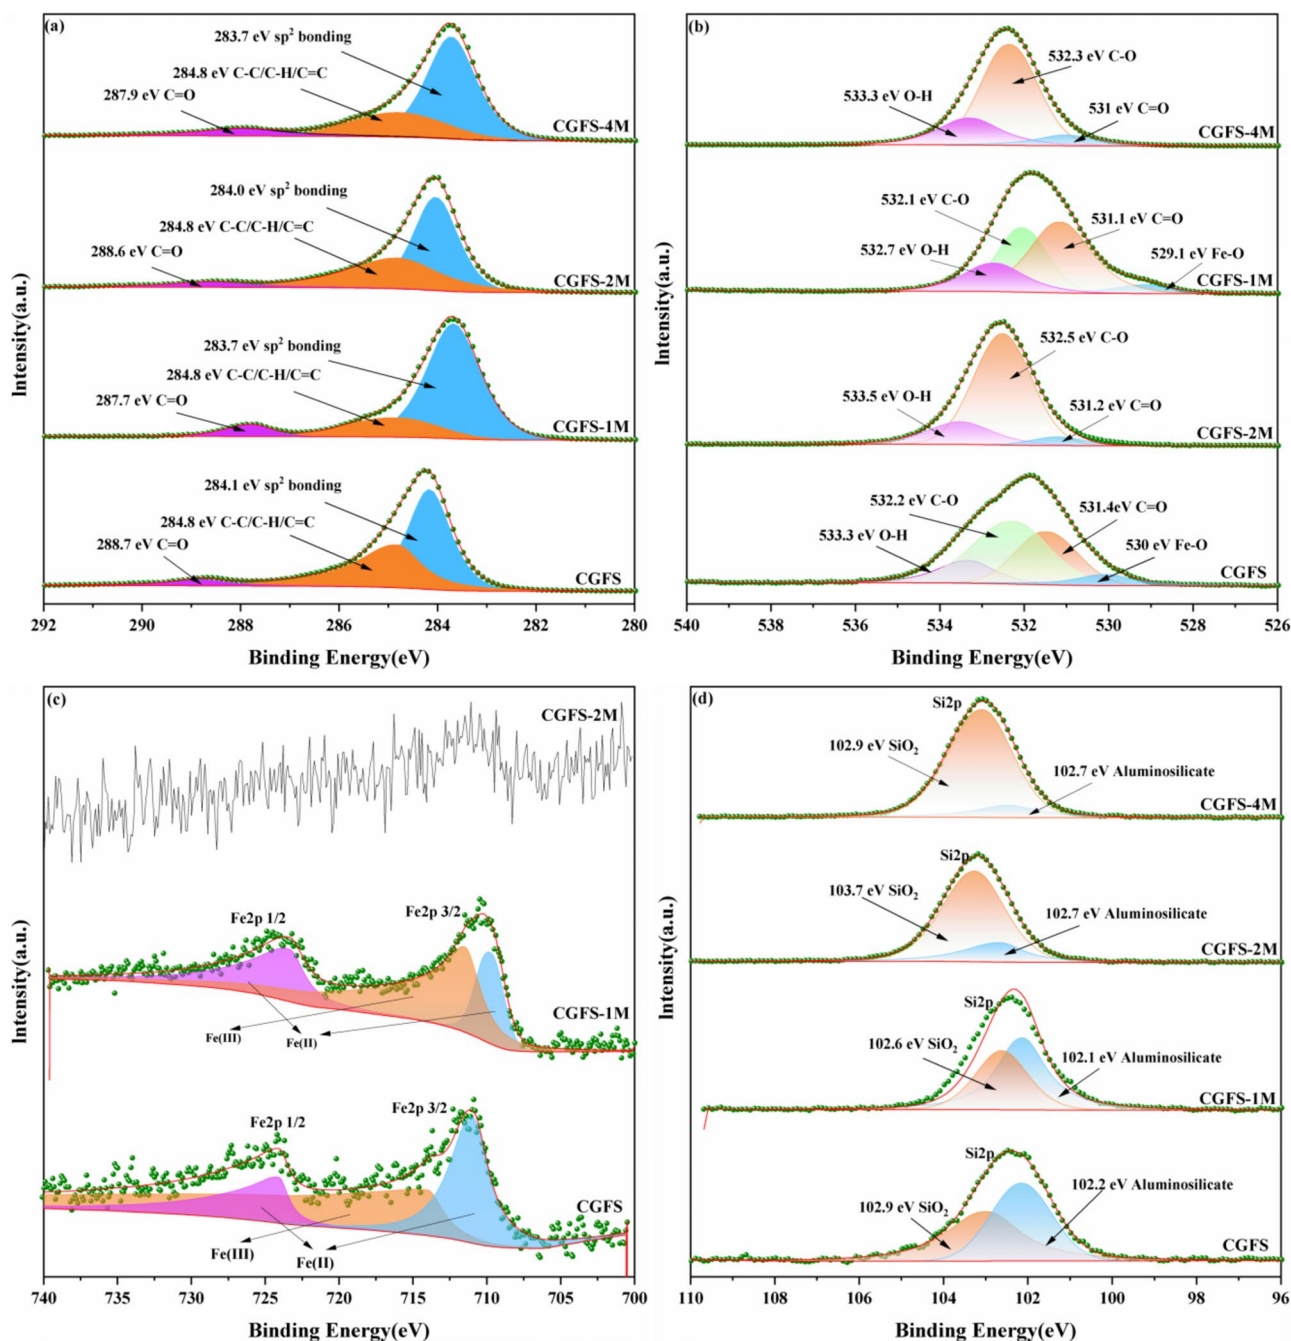 (a)
283.7 eV sp² bonding
284.8 eV C-C/C-H/C=C
287.9 eV C=O
CGFS-4M
284.0 eV sp² bonding
284.8 eV C-C/C-H/C=C
288.6 eV C=O
CGFS-2M
283.7 eV sp² bonding
284.8 eV C-C/C-H/C=C
287.7 eV C=O
CGFS-1M
284.1 eV sp² bonding
284.8 eV C-C/C-H/C=C
288.7 eV C=O
CGFS
Intensity(a.u.)
292 290 288 286 284 282 280
Binding Energy(eV)
(b)
532.3 eV C-O
533.3 eV O-H
531 eV C=O
CGFS-4M
532.1 eV C-O
531.1 eV C=O
532.7 eV O-H
529.1 eV Fe-O
CGFS-1M
532.5 eV C-O
533.5 eV O-H
531.2 eV C=O
CGFS-2M
532.2 eV C-O
531.4eV C=O
533.3 eV O-H
530 eV Fe-O
CGFS
Intensity(a.u.)
540 538 536 534 532 530 528 526
Binding Energy(eV)
(c)
CGFS-2M
Fe2p 1/2
Fe2p 3/2
CGFS-1M
Fe(III)
Fe(II)
Fe2p 1/2
Fe2p 3/2
CGFS
Fe(III)
Fe(II)
Intensity(a.u.)
740 735 730 725 720 715 710 705 700
Binding Energy(eV)
(d)
Si2p
102.9 eV SiO₂
102.7 eV Aluminosilicate
CGFS-4M
Si2p
103.7 eV SiO₂
102.7 eV Aluminosilicate
CGFS-2M
Si2p
102.6 eV SiO₂
102.1 eV Aluminosilicate
CGFS-1M
Si2p
102.2 eV Aluminosilicate
102.9 eV SiO₂
CGFS
Intensity(a.u.)
110 108 106 104 102 100 98 96
Binding Energy(eV)